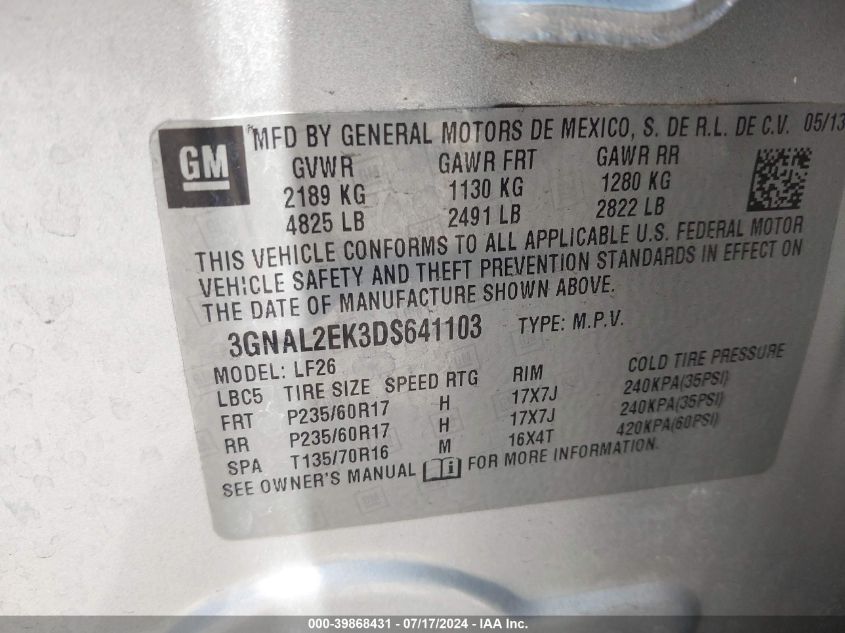 GM
MFD BY GENERAL MOTORS DE MEXICO, S. DE R.L. DE C.V. 05/13
GVWR GAWR FRT GAWR RR
2189 KG 1130 KG 1280 KG
4825 LB 2491 LB 2822 LB
THIS VEHICLE CONFORMS TO ALL APPLICABLE U.S. FEDERAL MOTOR
VEHICLE SAFETY AND THEFT PREVENTION STANDARDS IN EFFECT ON
THE DATE OF MANUFACTURE SHOWN ABOVE.
3GNAL2EK3DS641103 TYPE: M.P.V.
MODEL: LF26
LBC5 TIRE SIZE SPEED RTG RIM COLD TIRE PRESSURE
FRT P235/60R17 H 17X7J 240KPA(35PSI)
RR P235/60R17 H 17X7J 240KPA(35PSI)
SPA T135/70R16 M 16X4T 420KPA(60PSI)
SEE OWNER'S MANUAL FOR MORE INFORMATION.
000-39868431 - 07/17/2024 - IAA Inc.